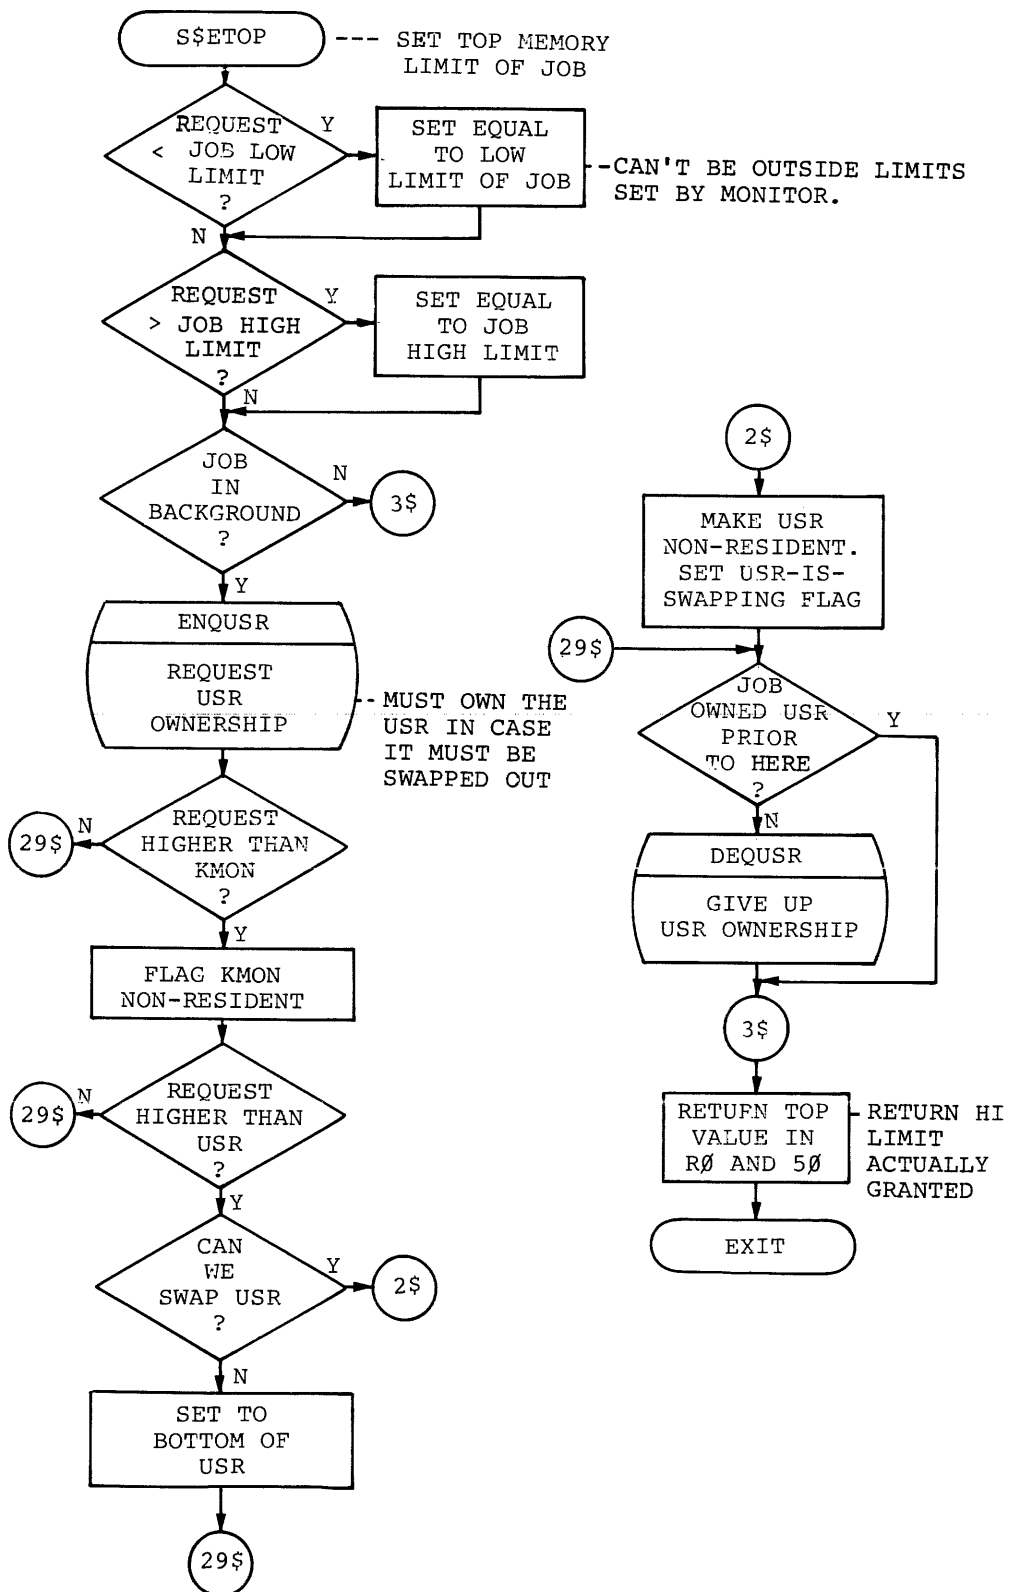 S$ETOP
--- SET TOP MEMORY
LIMIT OF JOB
REQUEST
< JOB LOW
LIMIT
?
Y
SET EQUAL
TO LOW
LIMIT OF JOB
--CAN'T BE OUTSIDE LIMITS
SET BY MONITOR.
N
REQUEST
> JOB HIGH
LIMIT
?
Y
SET EQUAL
TO JOB
HIGH LIMIT
N
JOB
IN
BACKGROUND
?
N
3$
Y
ENQUSR
REQUEST
USR
OWNERSHIP
-- MUST OWN THE
USR IN CASE
IT MUST BE
SWAPPED OUT
REQUEST
HIGHER THAN
KMON
?
N
29$
Y
FLAG KMON
NON-RESIDENT
REQUEST
HIGHER THAN
USR
?
N
29$
Y
CAN
WE
SWAP USR
?
Y
2$
N
SET TO
BOTTOM OF
USR
29$
2$
MAKE USR
NON-RESIDENT.
SET USR-IS-
SWAPPING FLAG
29$
JOB
OWNED USR
PRIOR
TO HERE
?
Y
N
DEQUSR
GIVE UP
USR OWNERSHIP
3$
RETURN TOP
VALUE IN
RØ AND 5Ø
- RETURN HI
LIMIT
ACTUALLY
GRANTED
EXIT